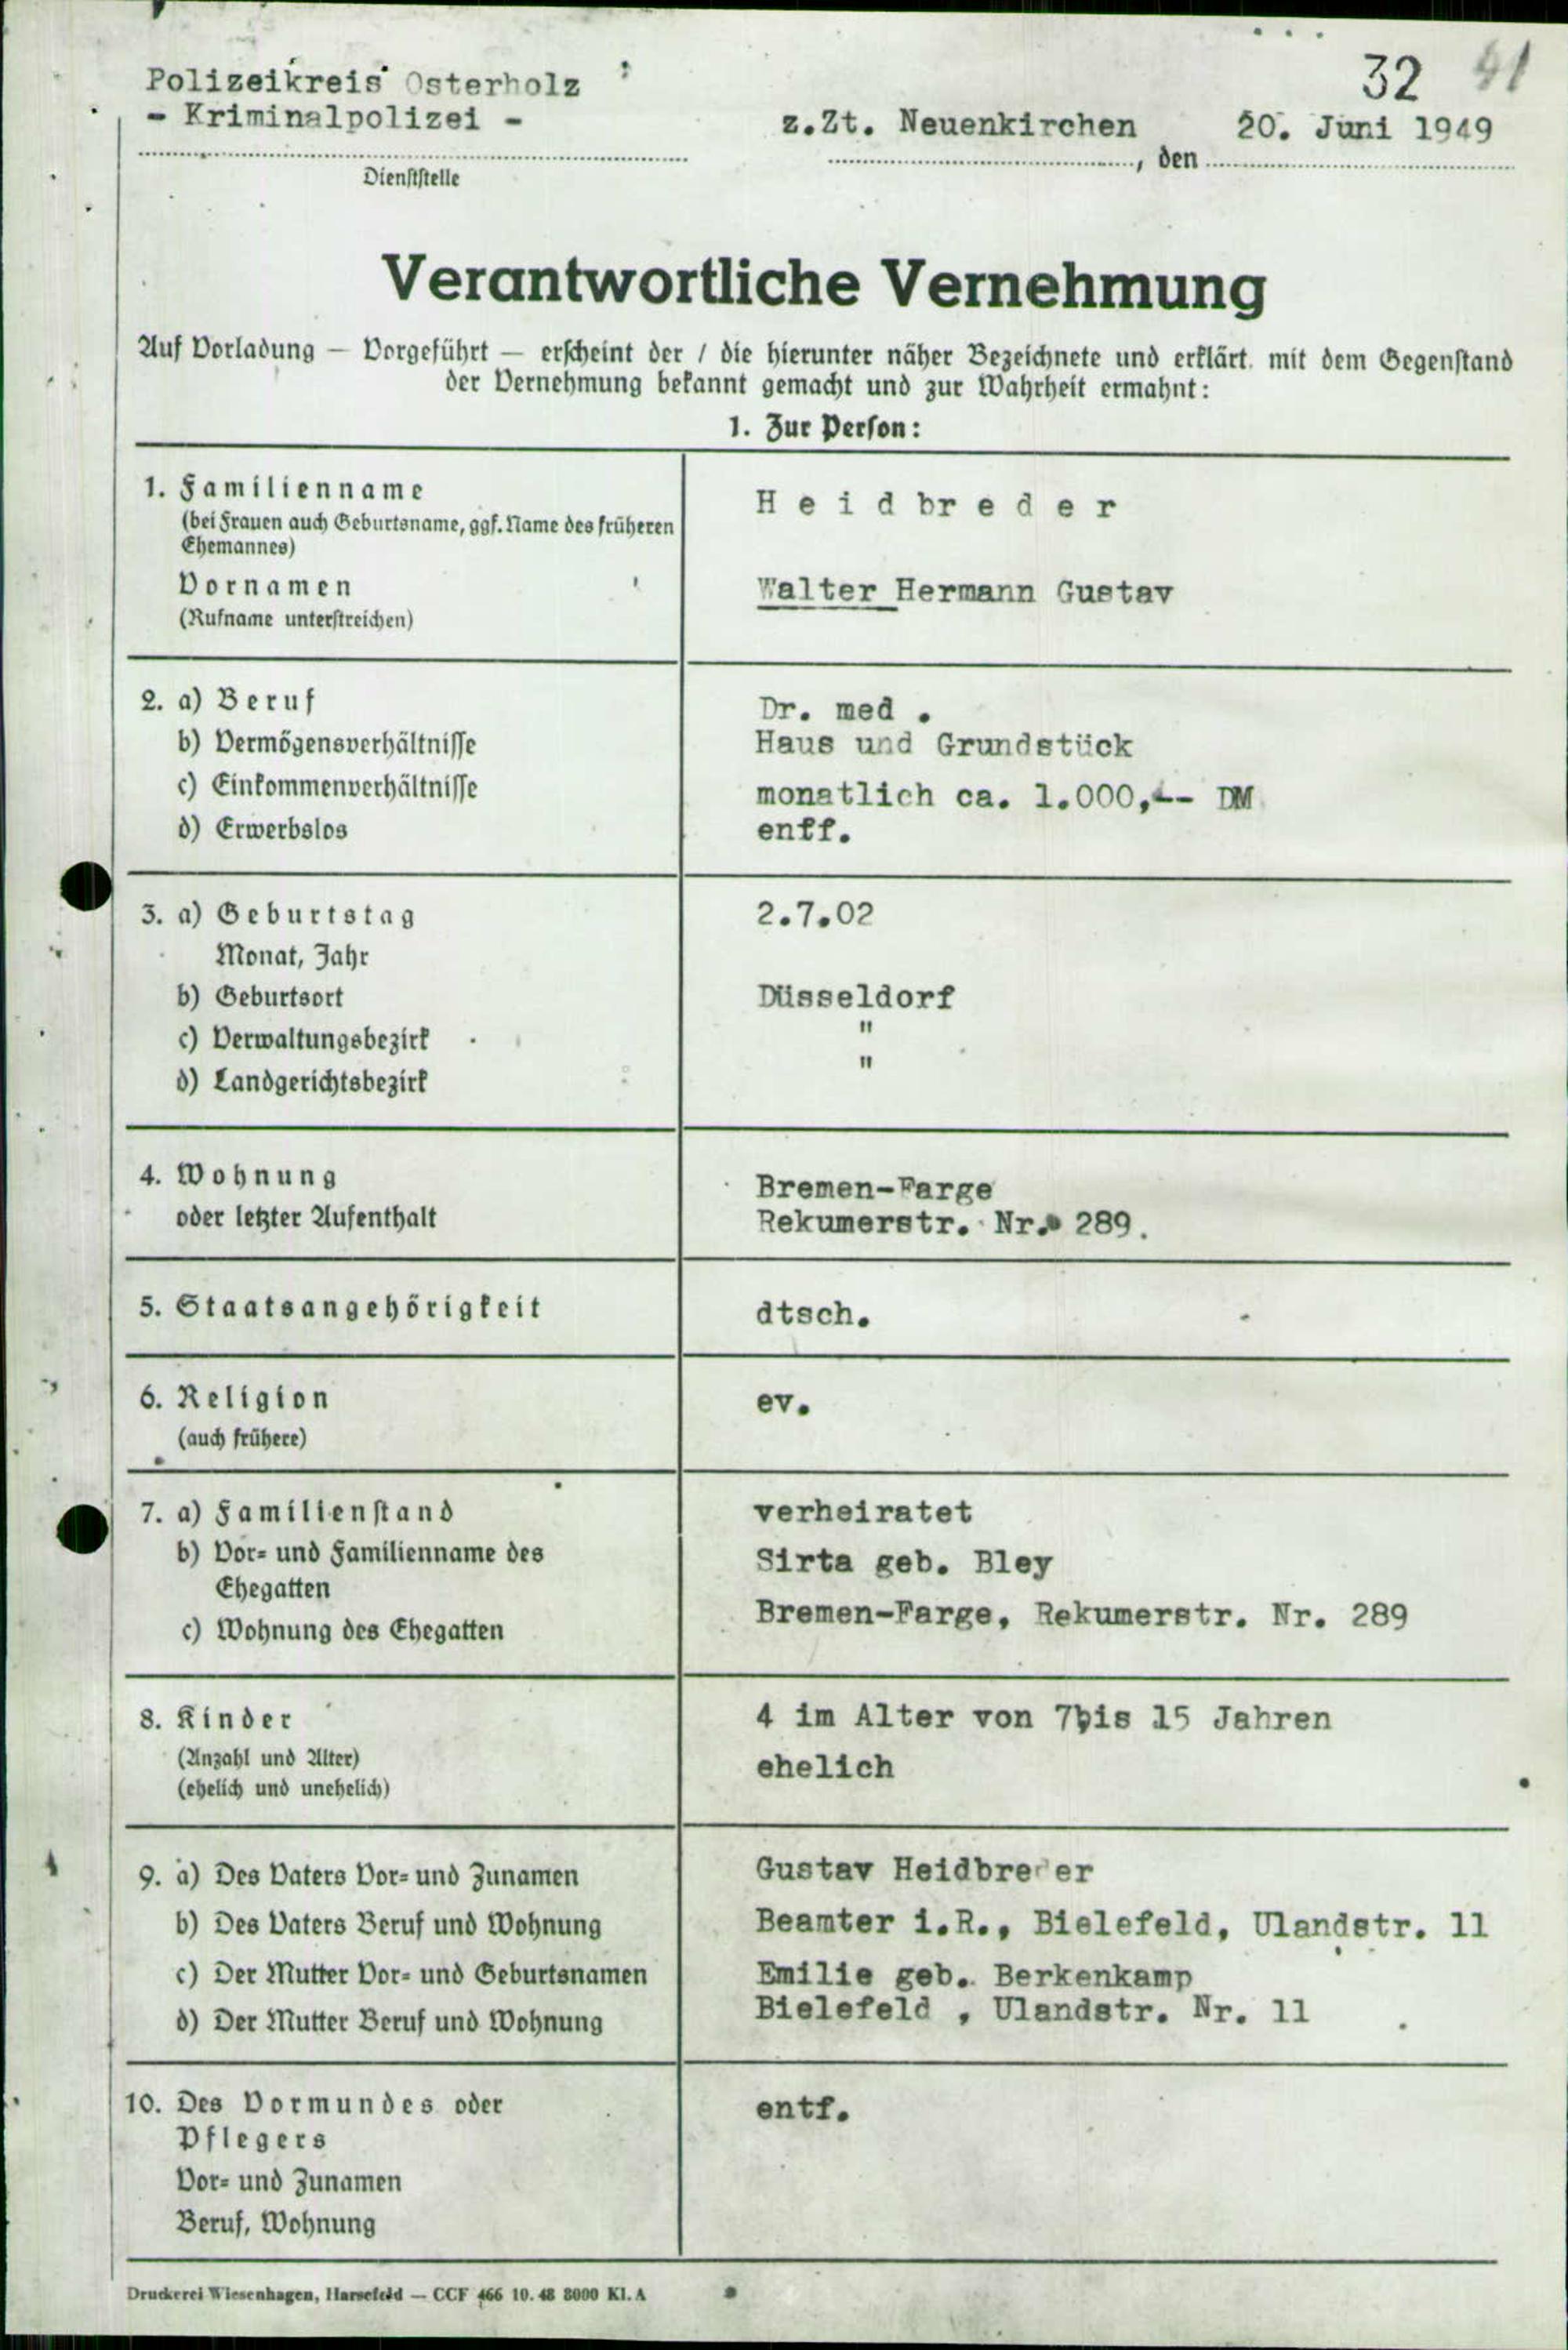 32 41
Polizeikreis Osterholz
- Kriminalpolizei -
z.Zt. Neuenkirchen, den 20. Juni 1949
Dienststelle
Verantwortliche Vernehmung
Auf Vorladung — Vorgeführt — erscheint der / die hierunter näher Bezeichnete und erklärt. mit dem Gegenstand
der Vernehmung bekannt gemacht und zur Wahrheit ermahnt:
1. Zur Person:
1. Familienname
(bei Frauen auch Geburtsname, ggf. Name des früheren
Ehemannes)
Heidbreder
Vornamen
(Rufname unterstreichen)
Walter Hermann Gustav
2. a) Beruf
Dr. med .
b) Vermögensverhältnisse
Haus und Grundstück
c) Einkommenverhältnisse
monatlich ca. 1.000,-- DM
d) Erwerbslos
enff.
3. a) Geburtstag
2.7.02
Monat, Jahr
b) Geburtsort
Düsseldorf
c) Verwaltungsbezirk
"
d) Landgerichtsbezirk
"
4. Wohnung
Bremen-Farge
oder letzter Aufenthalt
Rekumerstr. Nr. 289.
5. Staatsangehörigkeit
dtsch.
6. Religion
ev.
(auch frühere)
7. a) Familienstand
verheiratet
b) Vor= und Familienname des
Ehegatten
Sirta geb. Bley
c) Wohnung des Ehegatten
Bremen-Farge, Rekumerstr. Nr. 289
8. Kinder
4 im Alter von 7bis 15 Jahren
(Anzahl und Alter)
(ehelich und unehelich)
ehelich
9. a) Des Vaters Vor= und Zunamen
Gustav Heidbreder
b) Des Vaters Beruf und Wohnung
Beamter i.R., Bielefeld, Ulandstr. 11
c) Der Mutter Vor= und Geburtsnamen
Emilie geb. Berkenkamp
d) Der Mutter Beruf und Wohnung
Bielefeld , Ulandstr. Nr. 11
10. Des Vormundes oder
Pflegers
Vor= und Zunamen
Beruf, Wohnung
entf.
Druckerei Wiesenhagen, Harsefeld — CCF 466 10. 48 8000 Kl. A